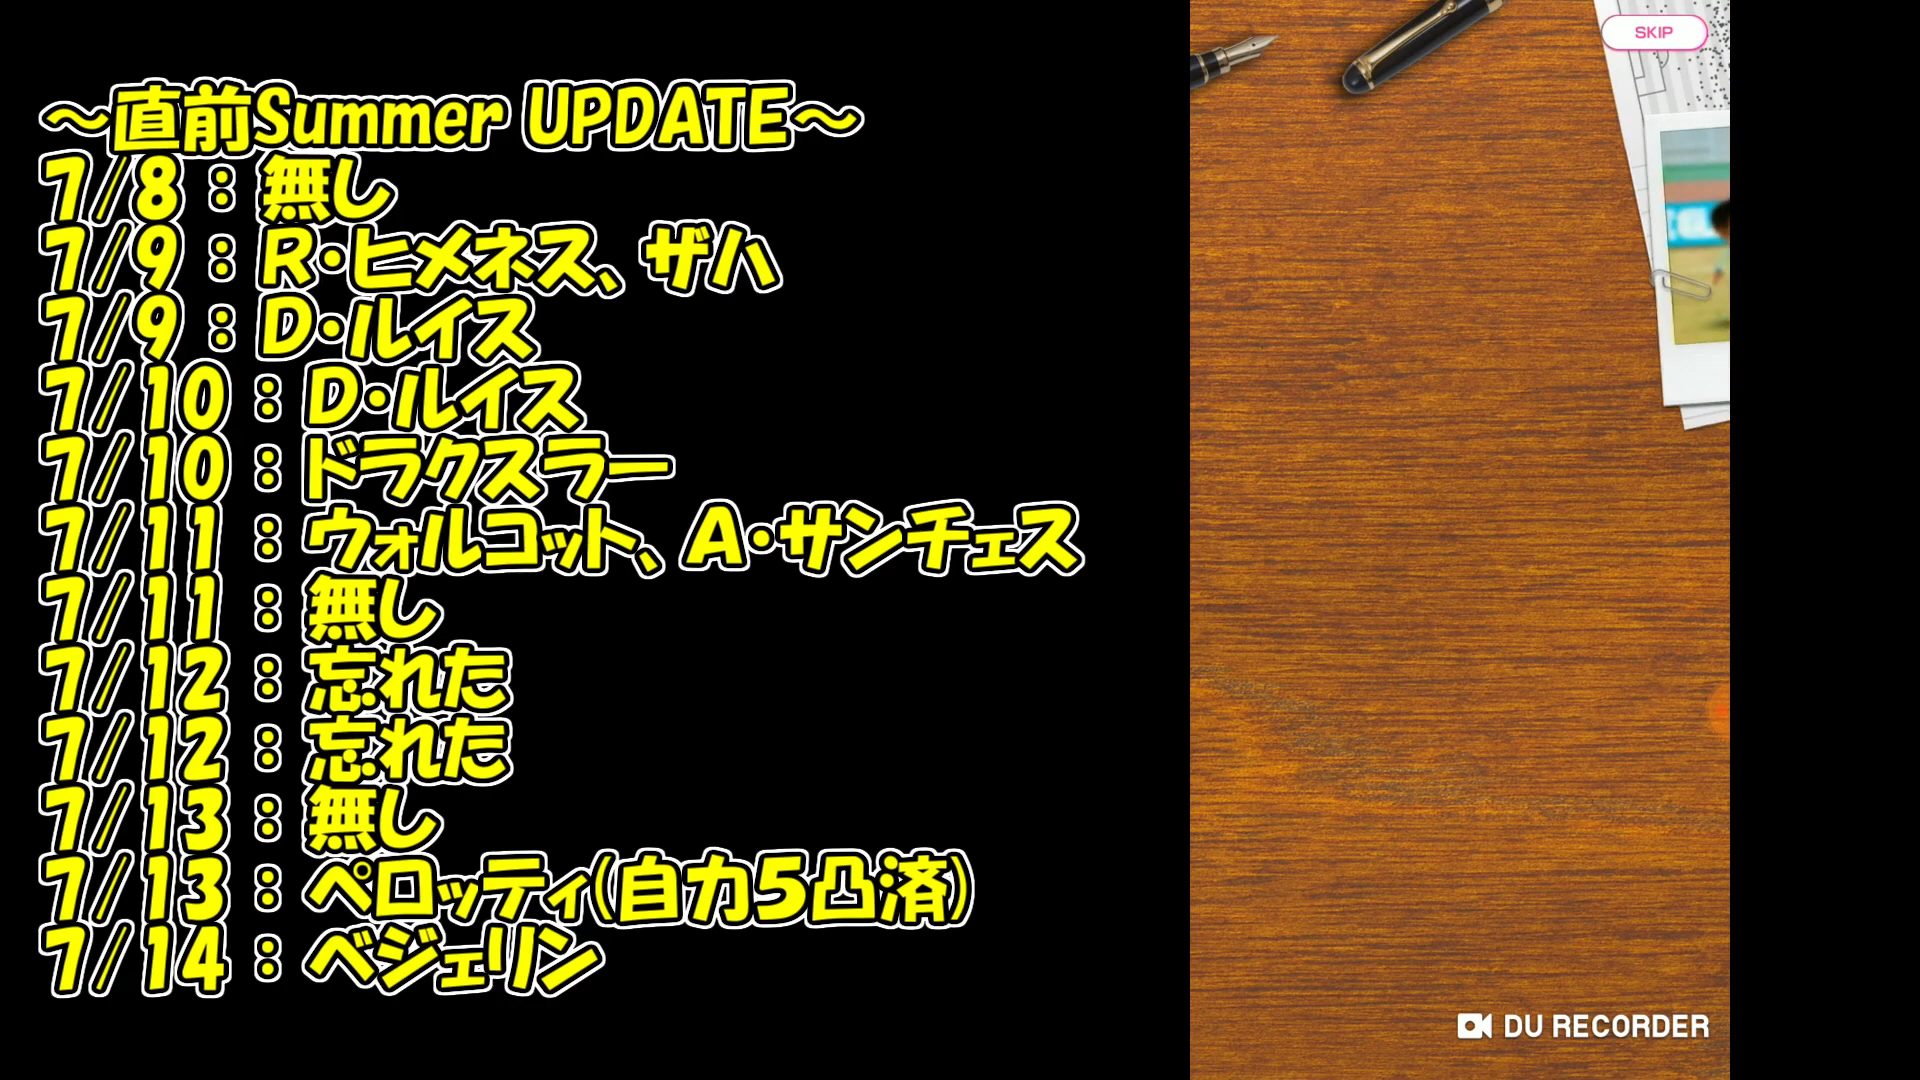 ～直前Summer UPDATE～
7/8：無し
7/9：R・ヒメネス、ザハ
7/9：D・ルイス
7/10：D・ルイス
7/10：ドラクスラー
7/11：ウォルコット、A・サンチェス
7/11：無し
7/12：忘れた
7/12：忘れた
7/13：無し
7/13：ペロッティ(自力5凸済)
7/14：ベジェリン
SKIP
DU RECORDER